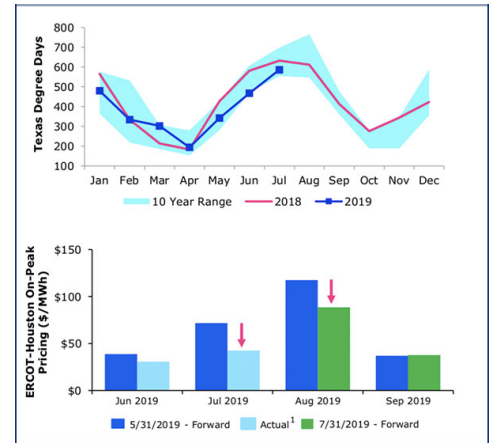 Texas Degree Days
800
700
600
500
400
300
200
100
Jan Feb Mar Apr May Jun Jul Aug Sep Oct Nov Dec
10 Year Range 2018 2019
ERCOT-Houston On-Peak
Pricing ($/MWh)
$150
$100
$50
$0
Jun 2019 Jul 2019 Aug 2019 Sep 2019
5/31/2019 - Forward Actual¹ 7/31/2019 - Forward